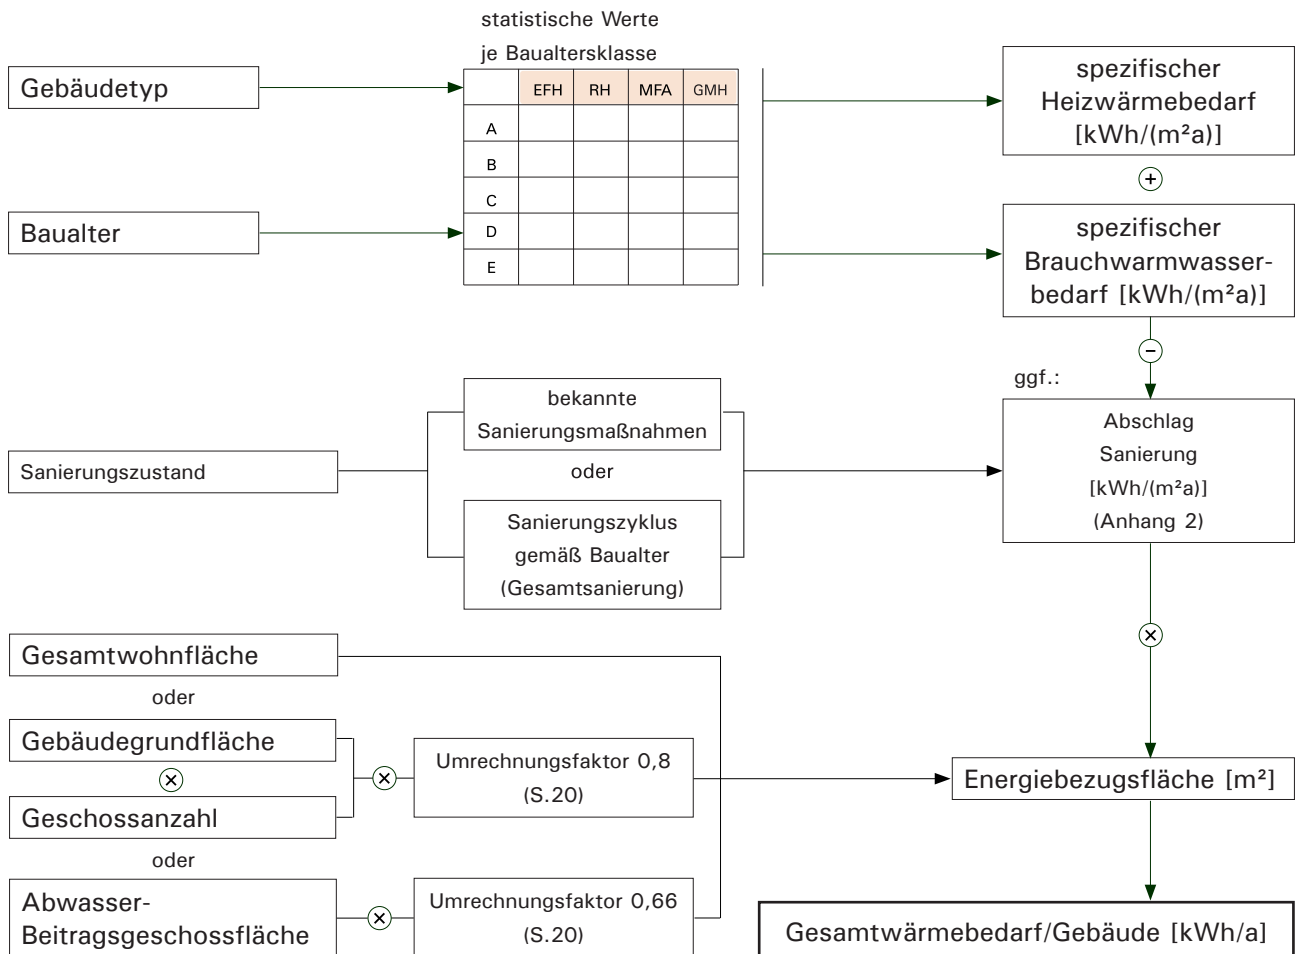 statistische Werte
je Baualtersklasse
Gebäudetyp
EFH RH MFA GMH
A
B
C
D
E
Baualter
spezifischer
Heizwärmebedarf
[kWh/(m²a)]
+
spezifischer
Brauchwarmwasser-
bedarf [kWh/(m²a)]
−
ggf.:
Abschlag
Sanierung
[kWh/(m²a)]
(Anhang 2)
Sanierungszustand
bekannte
Sanierungsmaßnahmen
oder
Sanierungszyklus
gemäß Baualter
(Gesamtsanierung)
×
Gesamtwohnfläche
oder
Gebäudegrundfläche
×
Geschossanzahl
×
Umrechnungsfaktor 0,8
(S.20)
Energiebezugsfläche [m²]
oder
Abwasser-
Beitragsgeschossfläche
×
Umrechnungsfaktor 0,66
(S.20)
Gesamtwärmebedarf/Gebäude [kWh/a]